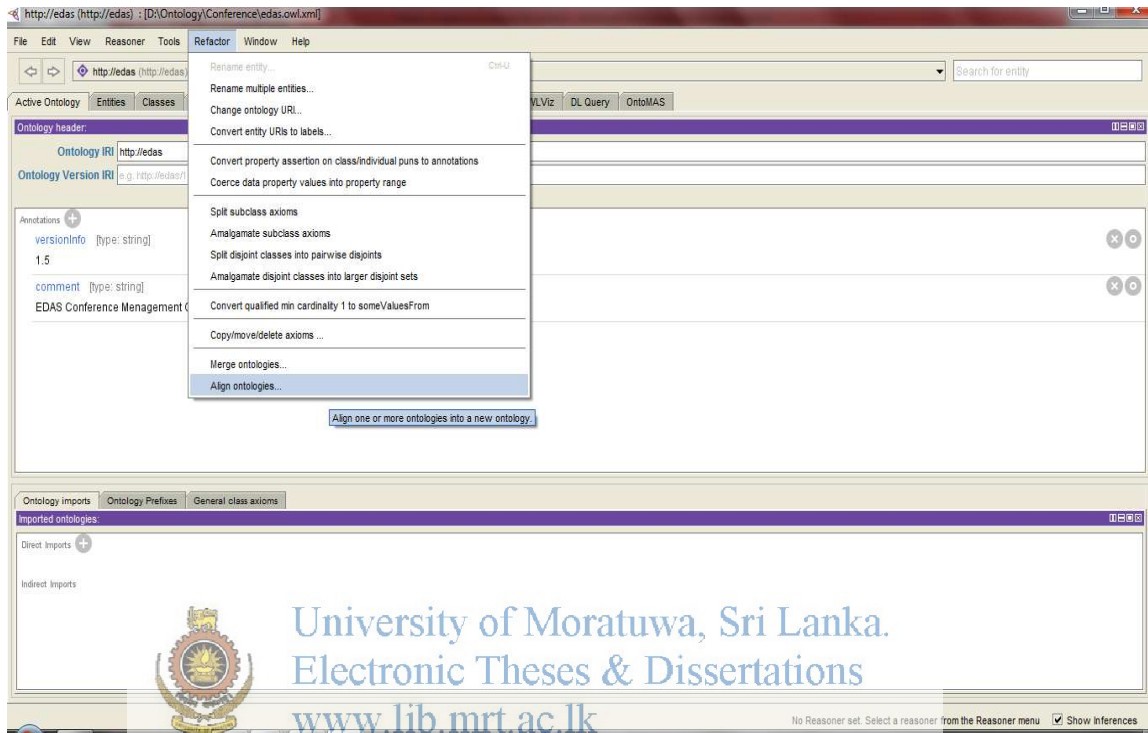 http://edas (http://edas) : [D:\Ontology\Conference\edas.owl.xml]
File Edit View Reasoner Tools Refactor Window Help
http://edas (http://edas)
Search for entity
Active Ontology Entities Classes
VLViz DL Query OntoMAS
Rename entity... Ctrl-U
Rename multiple entities...
Change ontology URI...
Convert entity URIs to labels...
Convert property assertion on class/individual puns to annotations
Coerce data property values into property range
Split subclass axioms
Amalgamate subclass axioms
Split disjoint classes into pairwise disjoints
Amalgamate disjoint classes into larger disjoint sets
Convert qualified min cardinality 1 to someValuesFrom
Copy/move/delete axioms ...
Merge ontologies...
Align ontologies...
Align one or more ontologies into a new ontology.
Ontology header:
Ontology IRI http://edas
Ontology Version IRI e.g. http://edas/1
Annotations
versionInfo [type: string]
1.5
comment [type: string]
EDAS Conference Menagement
Ontology imports Ontology Prefixes General class axioms
Imported ontologies:
Direct Imports
Indirect Imports
University of Moratuwa, Sri Lanka.
Electronic Theses & Dissertations
www.lib.mrt.ac.lk
No Reasoner set. Select a reasoner from the Reasoner menu Show Inferences